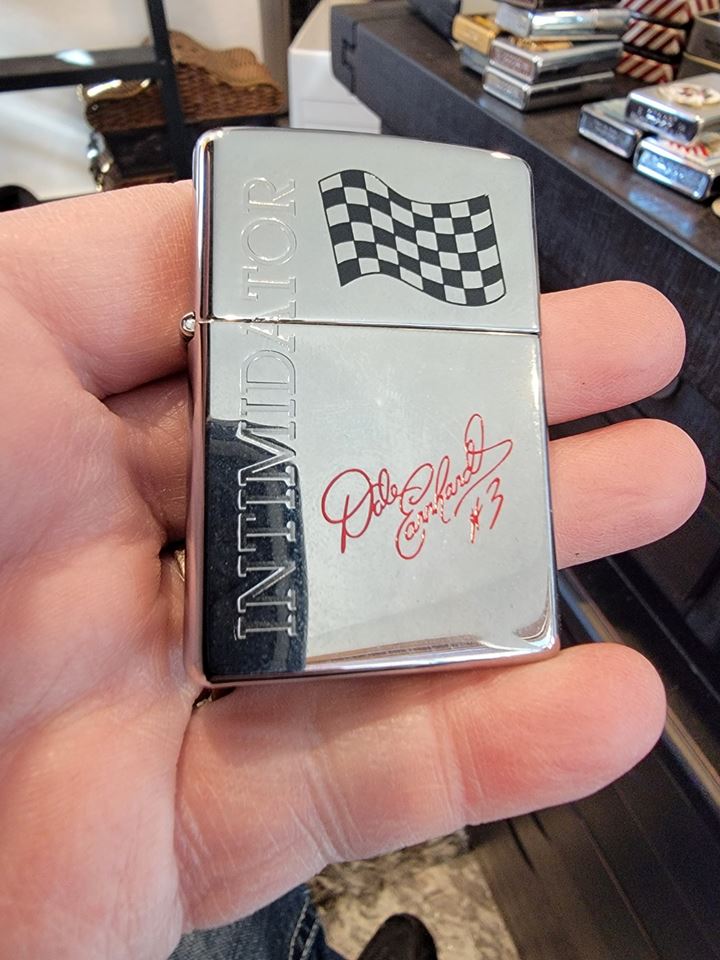 INTIMIDATOR
Dale
Earnhardt
#3